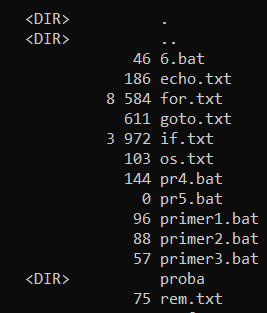 <DIR> .
<DIR> ..
46 6.bat
186 echo.txt
8 584 for.txt
611 goto.txt
3 972 if.txt
103 os.txt
144 pr4.bat
0 pr5.bat
96 primer1.bat
88 primer2.bat
57 primer3.bat
<DIR> proba
75 rem.txt